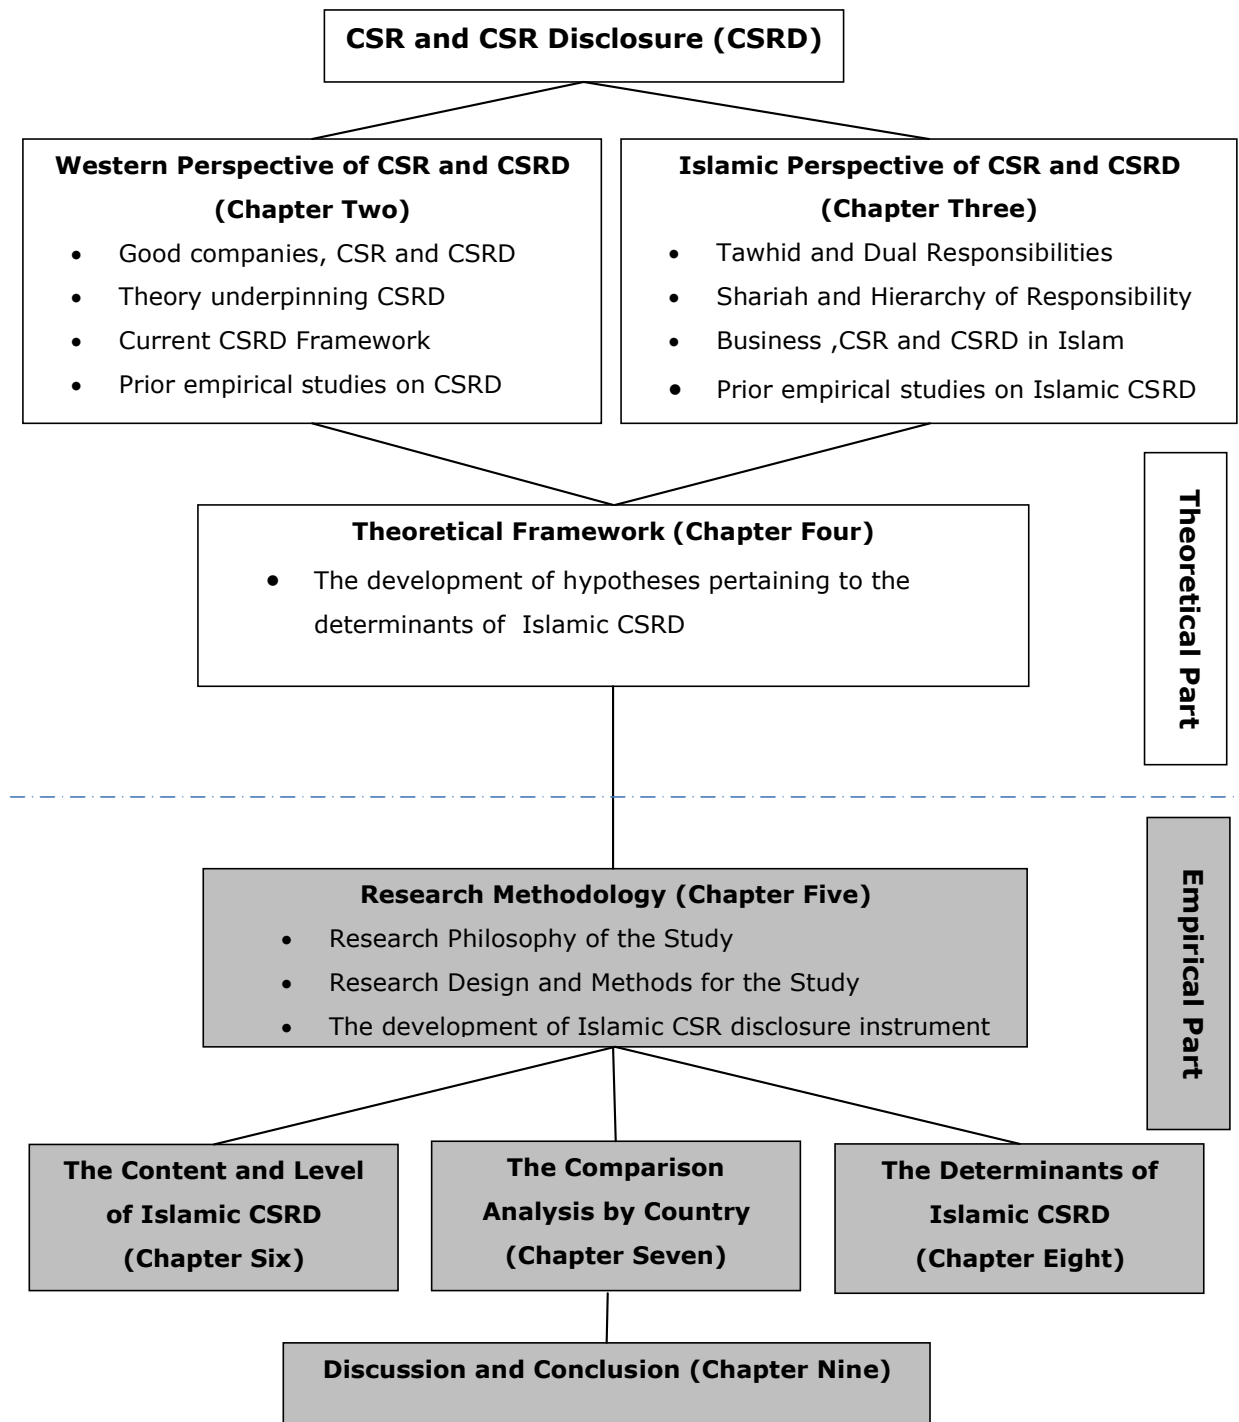 CSR and CSR Disclosure (CSRD)
Western Perspective of CSR and CSRD
(Chapter Two)
• Good companies, CSR and CSRD
• Theory underpinning CSRD
• Current CSRD Framework
• Prior empirical studies on CSRD
Islamic Perspective of CSR and CSRD
(Chapter Three)
• Tawhid and Dual Responsibilities
• Shariah and Hierarchy of Responsibility
• Business ,CSR and CSRD in Islam
• Prior empirical studies on Islamic CSRD
Theoretical Part
Theoretical Framework (Chapter Four)
• The development of hypotheses pertaining to the
determinants of Islamic CSRD
Empirical Part
Research Methodology (Chapter Five)
• Research Philosophy of the Study
• Research Design and Methods for the Study
• The development of Islamic CSR disclosure instrument
The Content and Level
of Islamic CSRD
(Chapter Six)
The Comparison
Analysis by Country
(Chapter Seven)
The Determinants of
Islamic CSRD
(Chapter Eight)
Discussion and Conclusion (Chapter Nine)